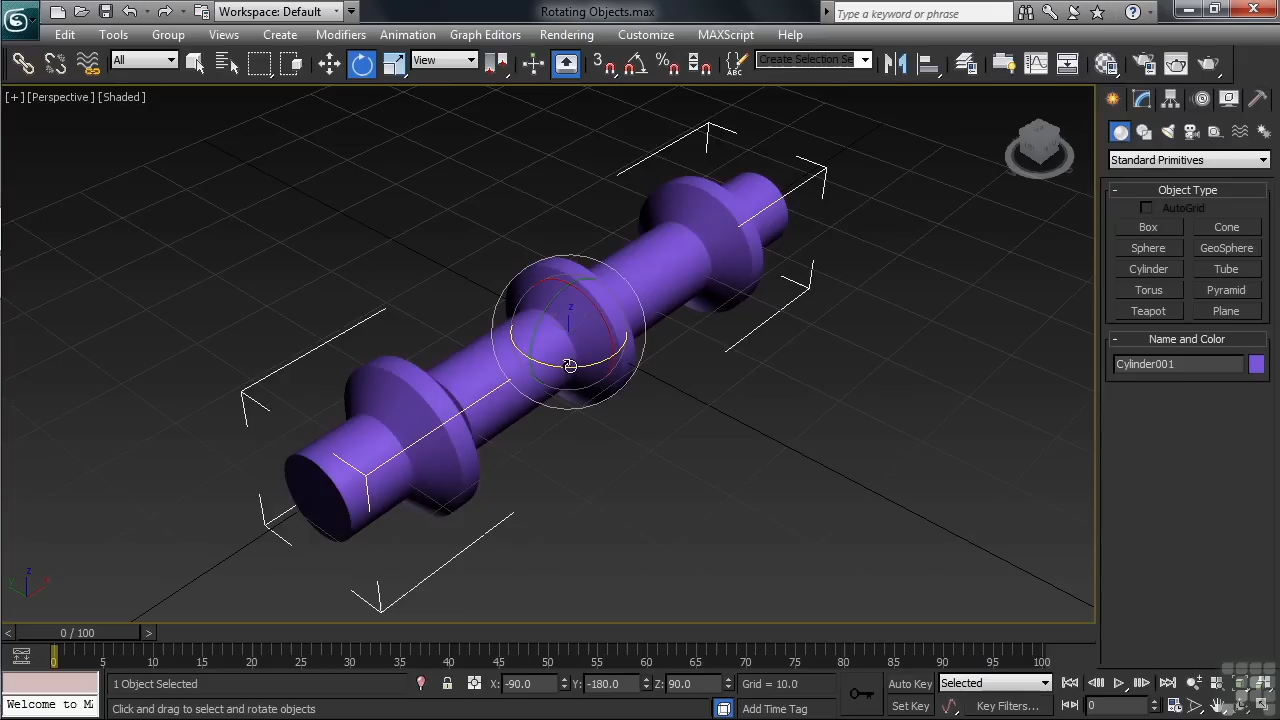 Workspace: Default
Rotating Objects.max
Type a keyword or phrase
Edit Tools Group Views Create Modifiers Animation Graph Editors Rendering Customize MAXScript Help
All
View
3
%
Create Selection Se
[+] [Perspective] [Shaded]
Standard Primitives
- Object Type
AutoGrid
Box Cone
Sphere GeoSphere
Cylinder Tube
Torus Pyramid
Teapot Plane
- Name and Color
Cylinder001
z
z
y x
< 0 / 100 >
0 5 10 15 20 25 30 35 40 45 50 55 60 65 70 75 80 85 90 95 100
1 Object Selected
X: -90.0 Y: -180.0 Z: 90.0
Grid = 10.0
Auto Key
Selected
Welcome to M
Click and drag to select and rotate objects
Add Time Tag
Set Key
Key Filters...
0